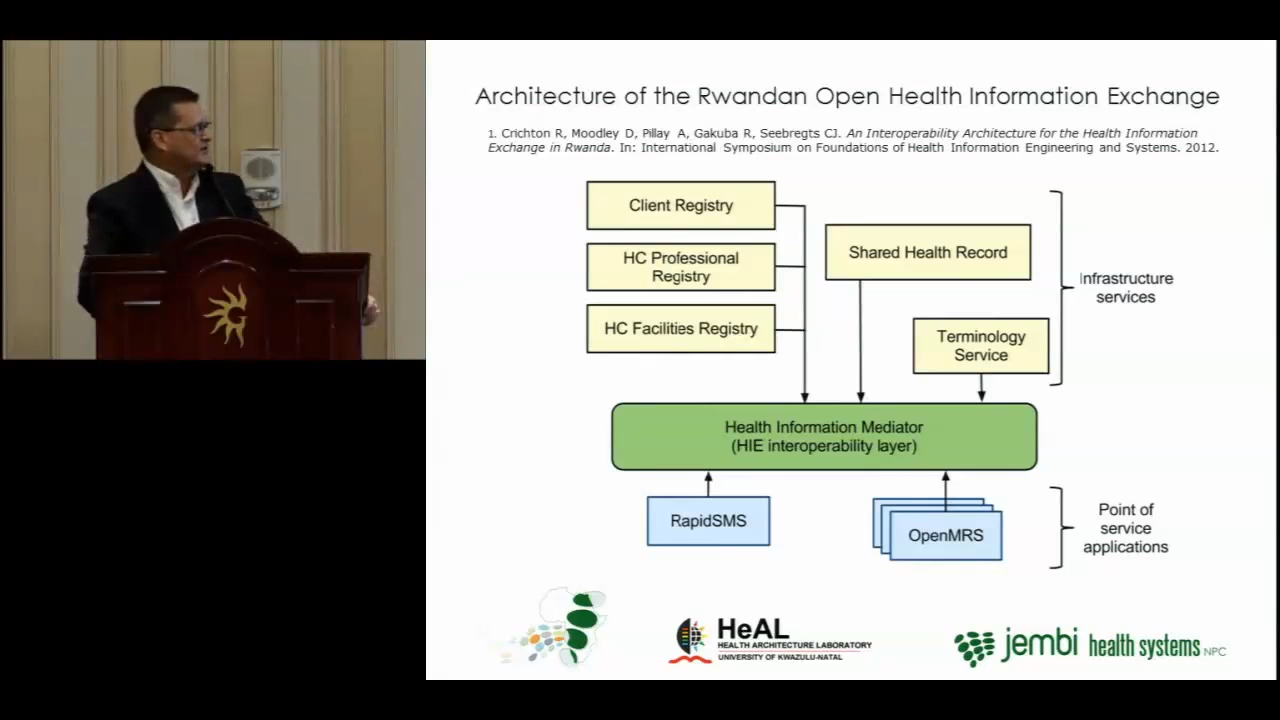 Architecture of the Rwandan Open Health Information Exchange
1. Crichton R, Moodley D, Pillay A, Gakuba R, Seebregts CJ. An Interoperability Architecture for the Health Information
Exchange in Rwanda. In: International Symposium on Foundations of Health Information Engineering and Systems. 2012.
Client Registry
HC Professional
Registry
HC Facilities Registry
Shared Health Record
Terminology
Service
Infrastructure
services
Health Information Mediator
(HIE interoperability layer)
RapidSMS
OpenMRS
Point of
service
applications
HeAL
HEALTH ARCHITECTURE LABORATORY
UNIVERSITY OF KWAZULU-NATAL
jembi health systems NPC